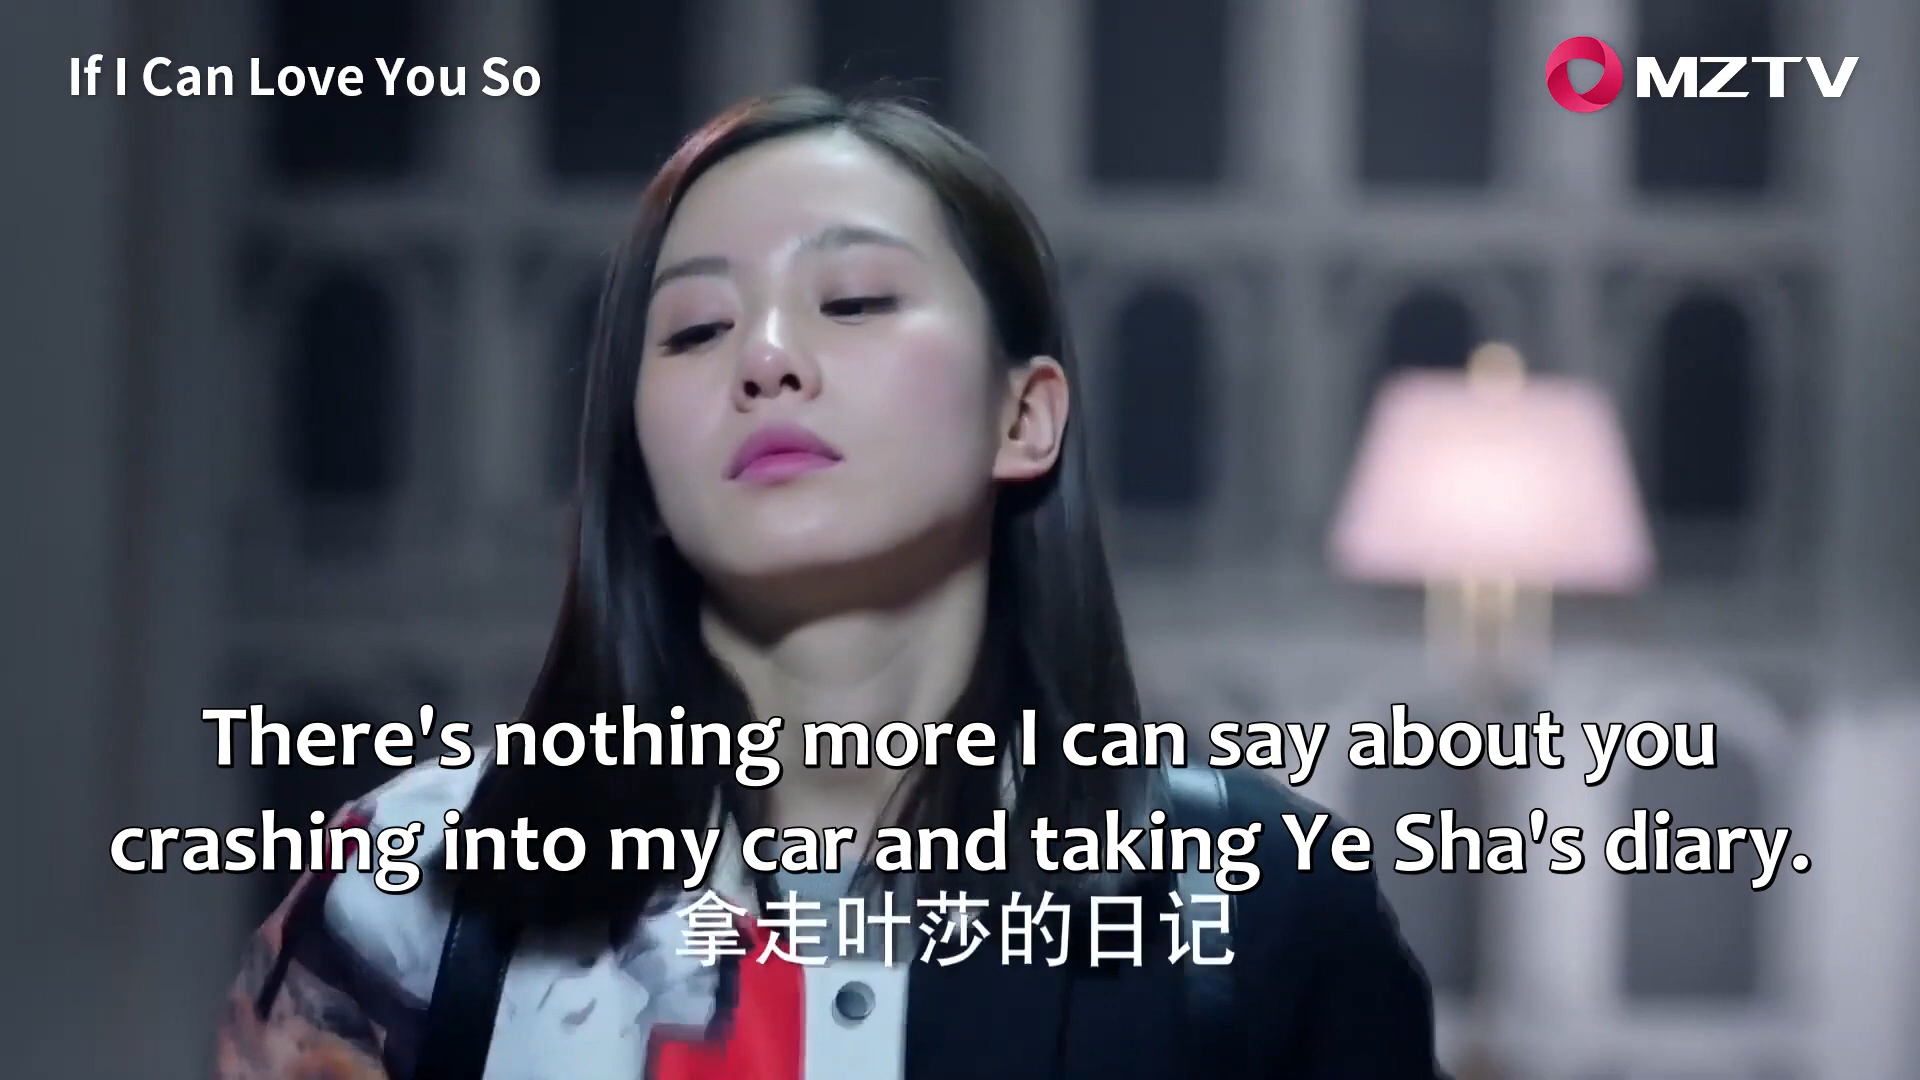 If I Can Love You So
MZTV
There's nothing more I can say about you
crashing into my car and taking Ye Sha's diary.
拿走叶莎的日记